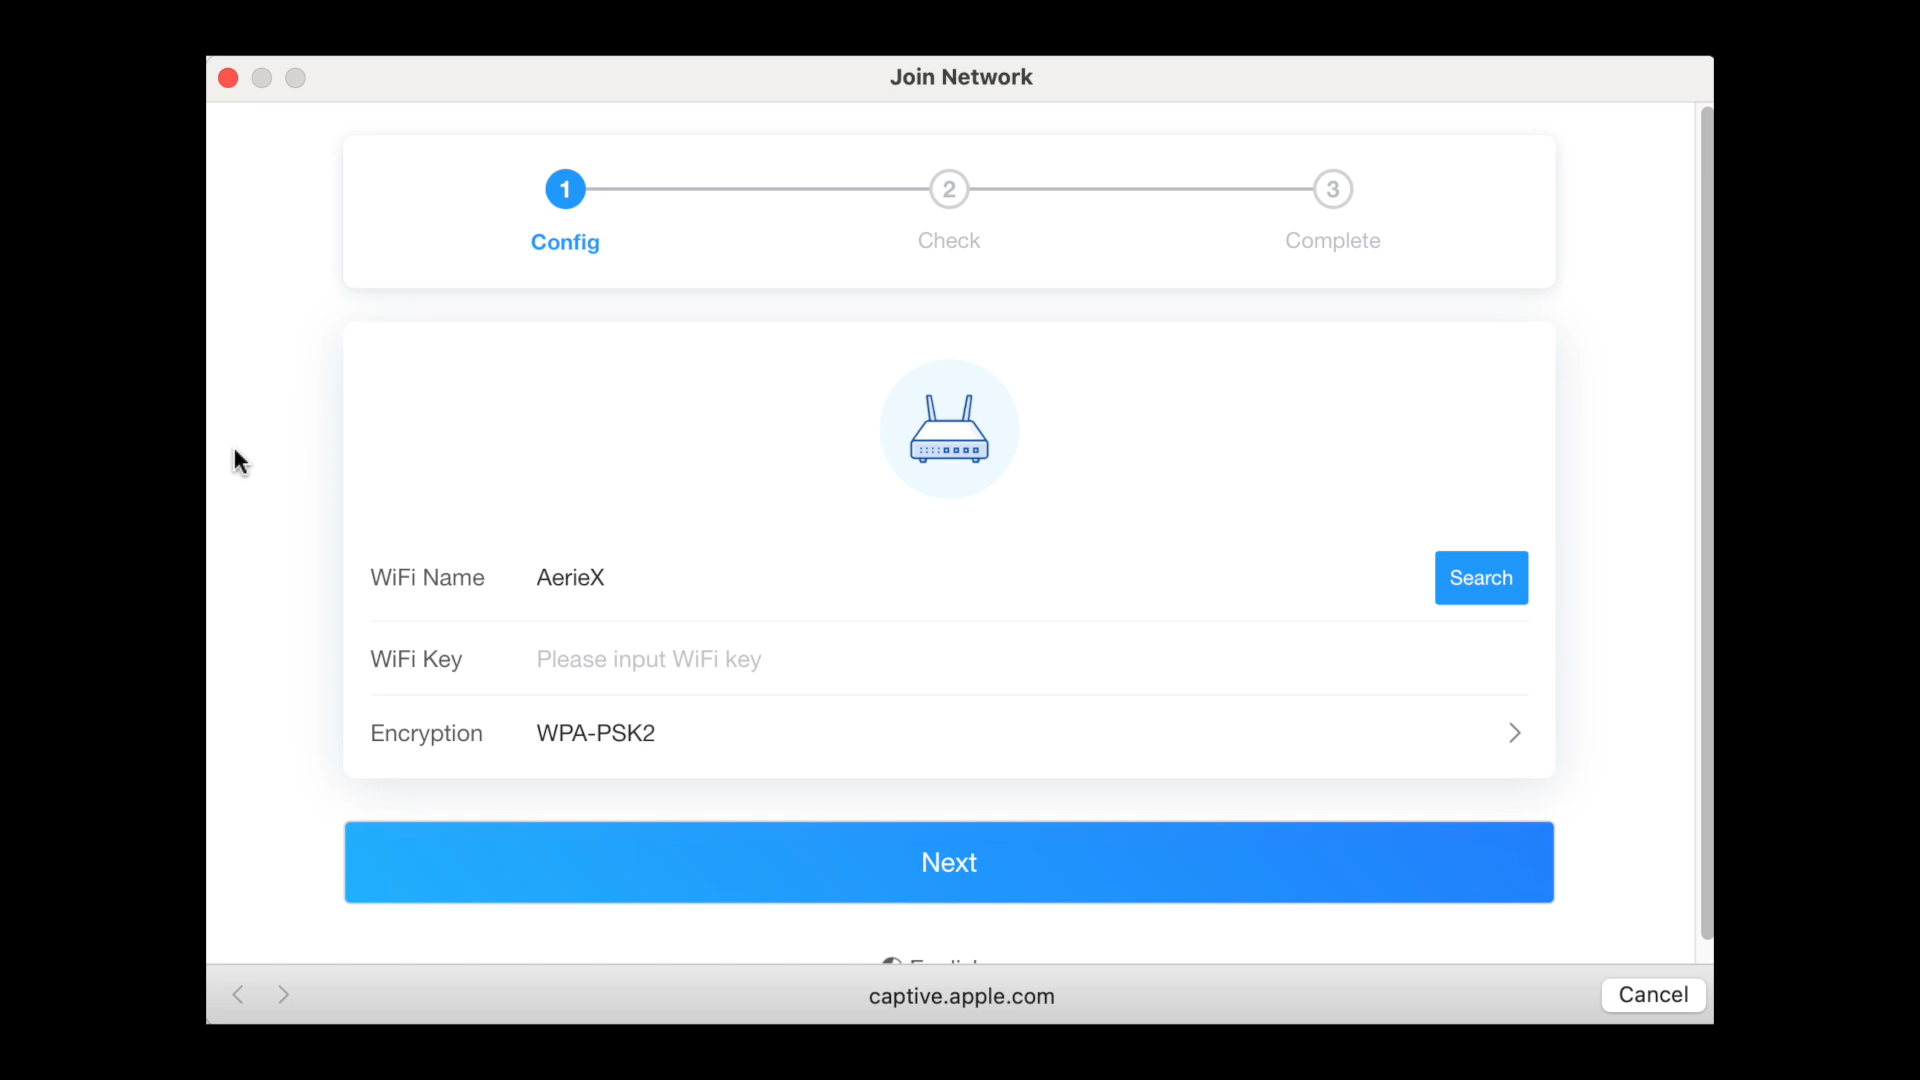 Join Network
1
2
3
Config
Check
Complete
WiFi Name
AerieX
Search
WiFi Key
Please input WiFi key
Encryption
WPA-PSK2
Next
captive.apple.com
Cancel